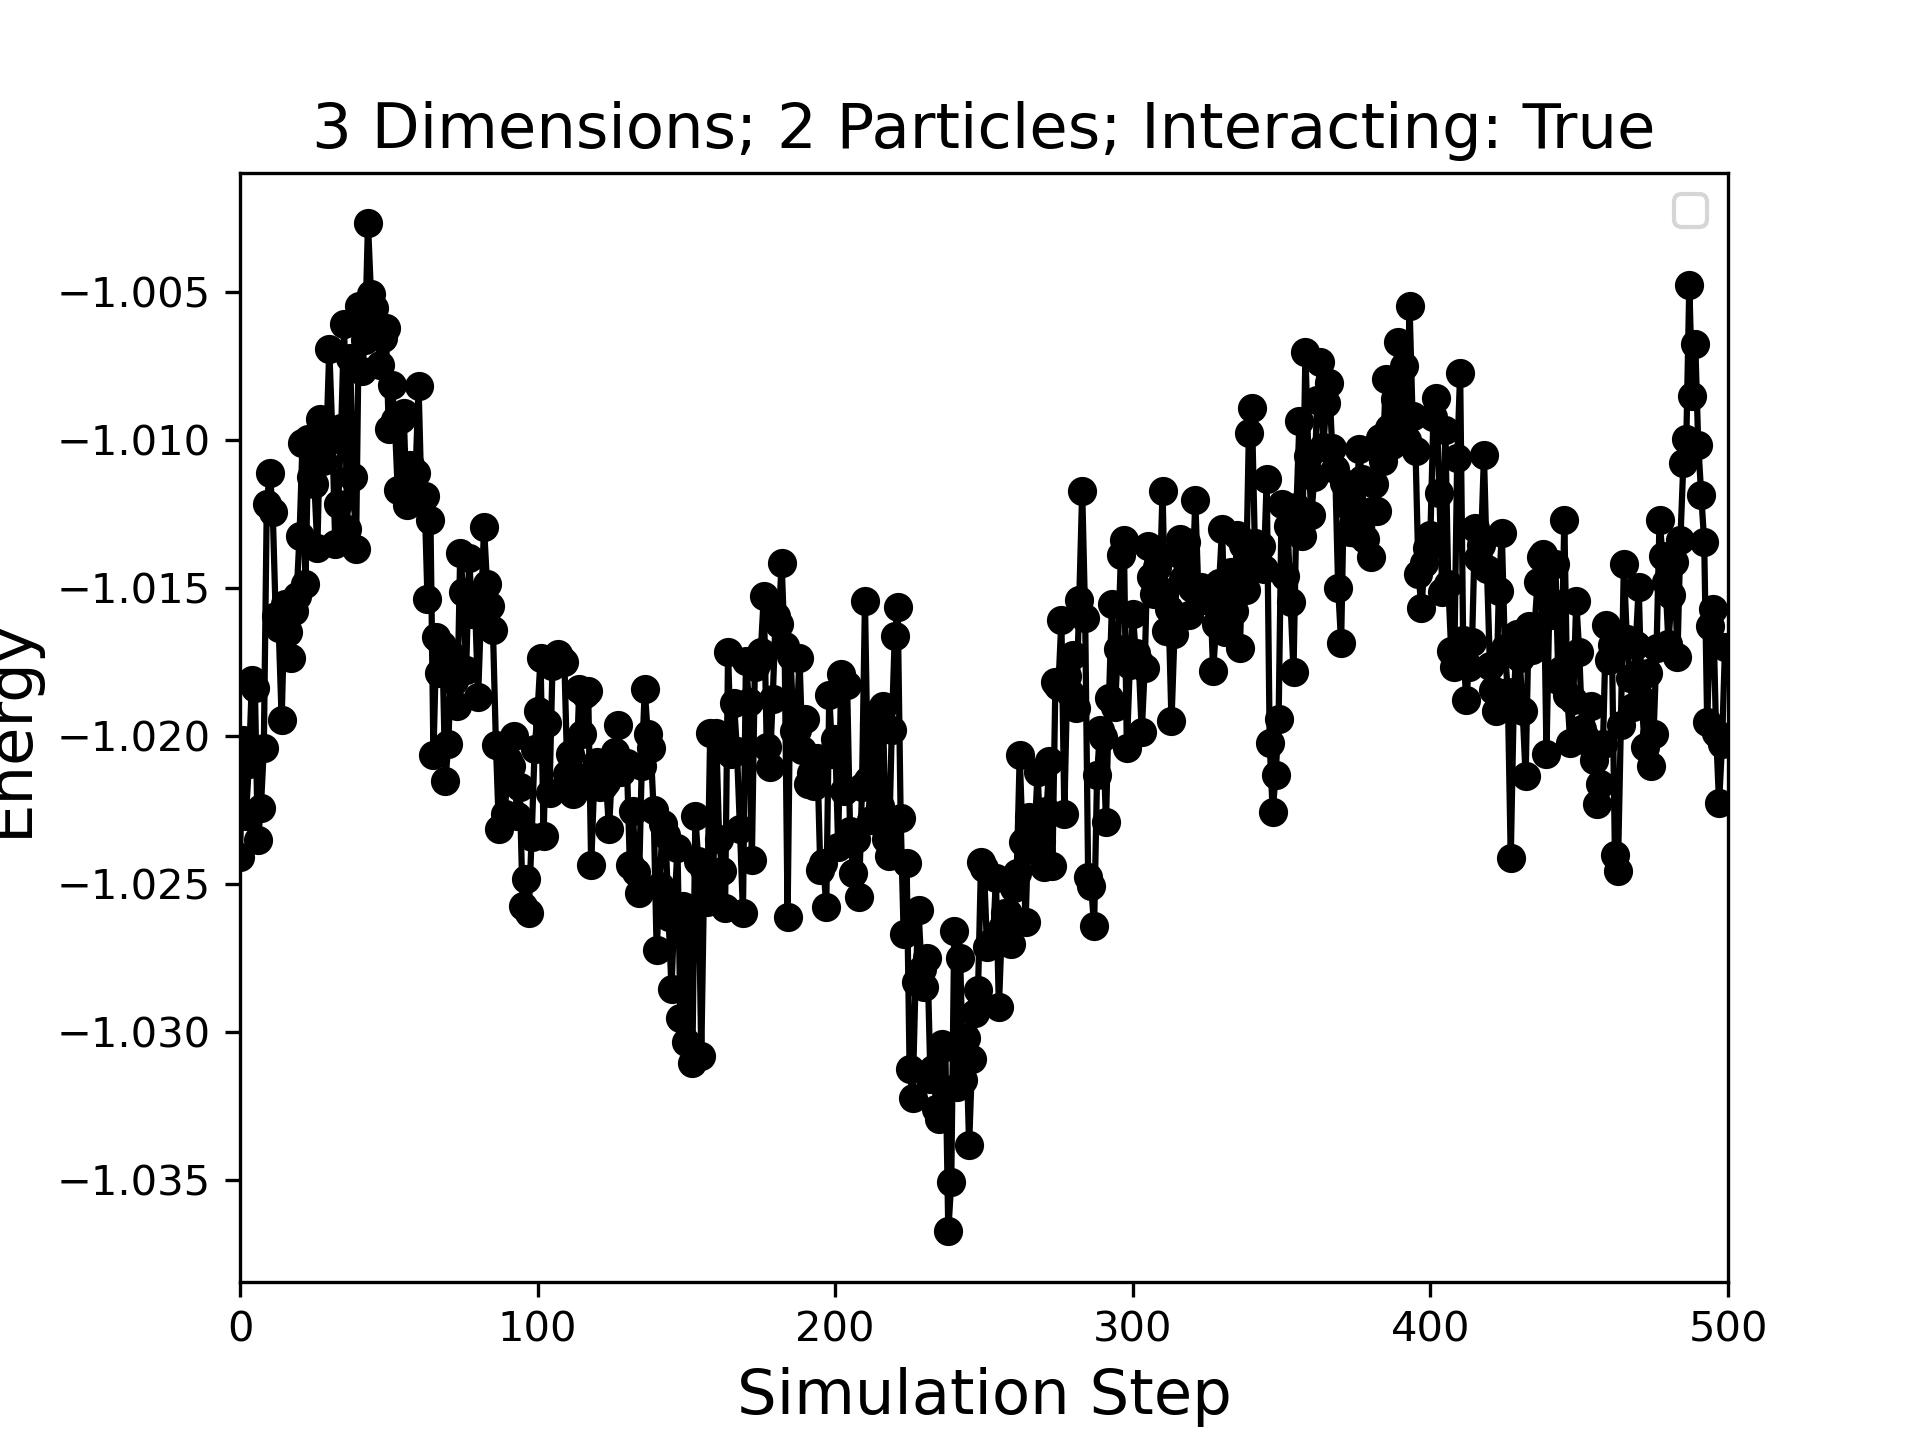 3 Dimensions; 2 Particles; Interacting: True
Energy
−1.005
−1.010
−1.015
−1.020
−1.025
−1.030
−1.035
0 100 200 300 400 500
Simulation Step